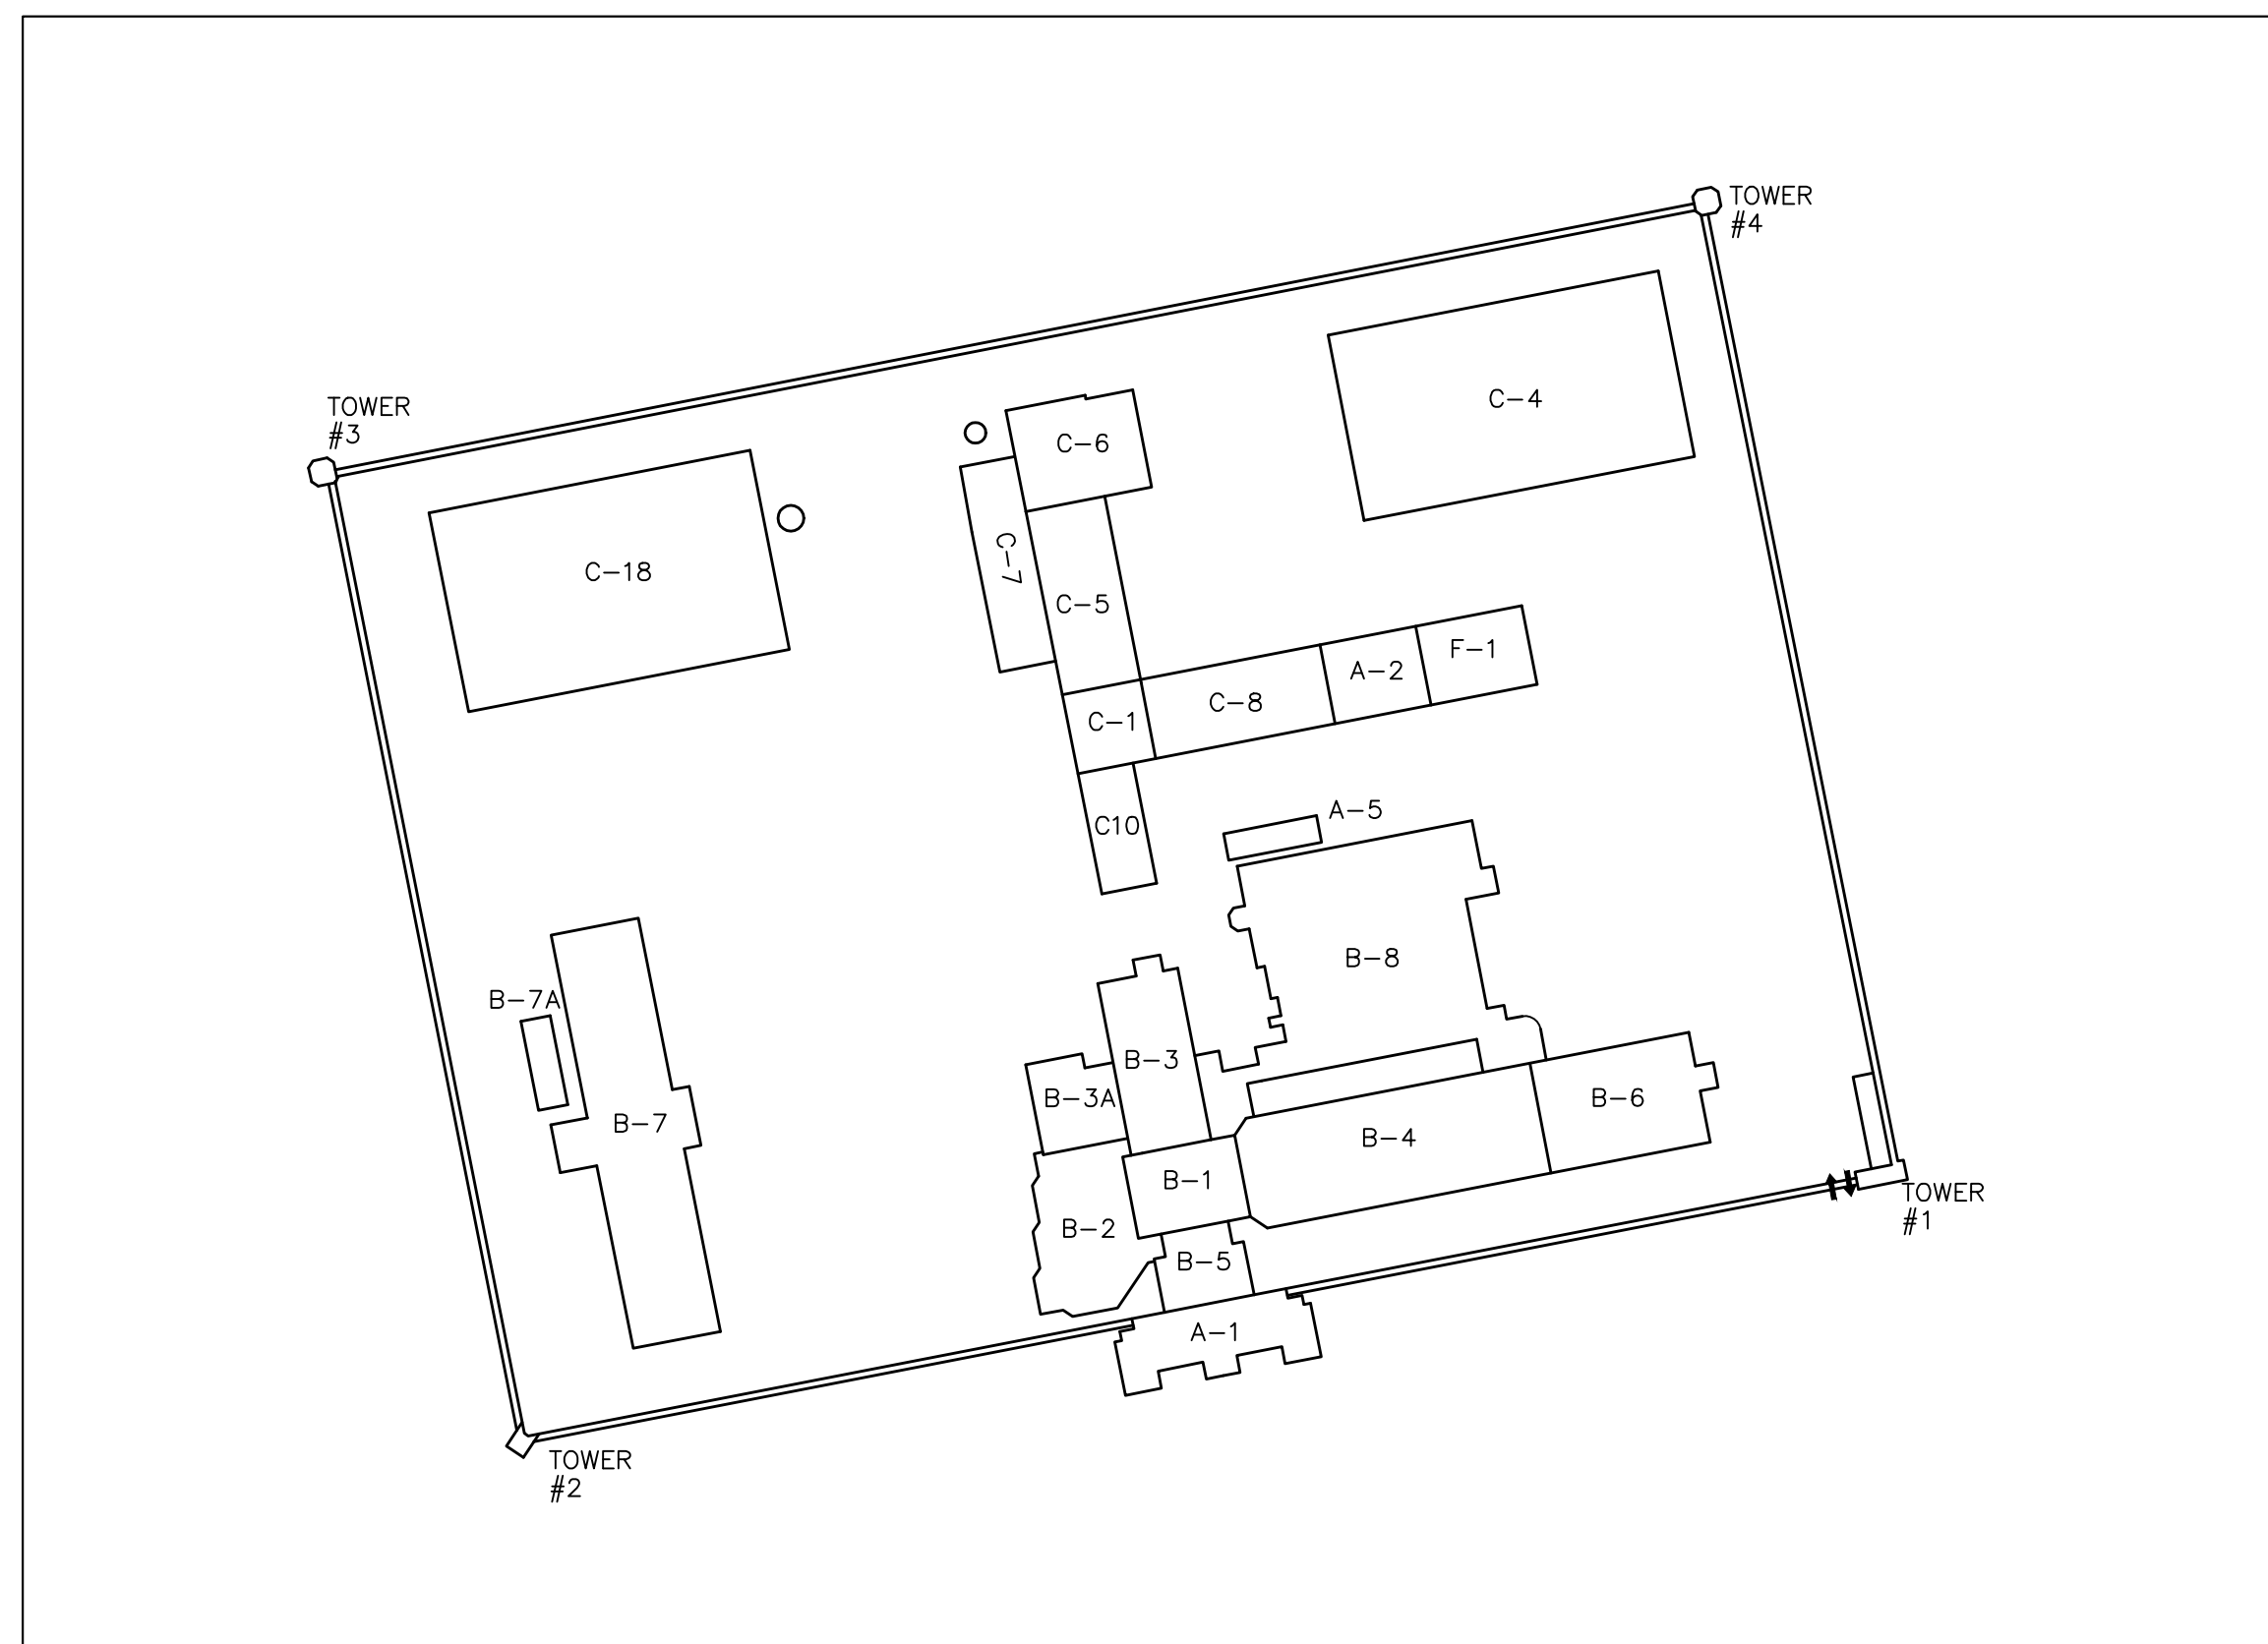 TOWER
#4
TOWER
#3
C-4
C-6
C-18
C-7
C-5
F-1
A-2
C-8
C-1
A-5
C10
B-8
B-7A
B-3
B-3A
B-6
B-7
B-4
B-1
TOWER
#1
B-2
B-5
A-1
TOWER
#2